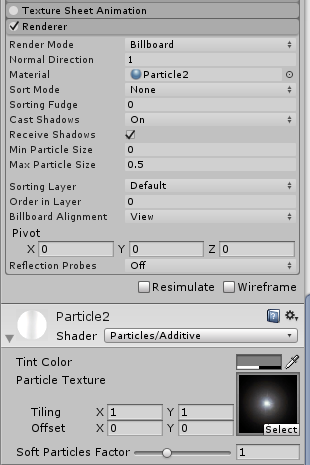 Texture Sheet Animation
Renderer
Render Mode Billboard
Normal Direction 1
Material Particle2
Sort Mode None
Sorting Fudge 0
Cast Shadows On
Receive Shadows
Min Particle Size 0
Max Particle Size 0.5
Sorting Layer Default
Order in Layer 0
Billboard Alignment View
Pivot
X 0 Y 0 Z 0
Reflection Probes Off
Resimulate Wireframe
Particle2
Shader Particles/Additive
Tint Color
Particle Texture
Tiling X 1 Y 1
Offset X 0 Y 0
Select
Soft Particles Factor 1